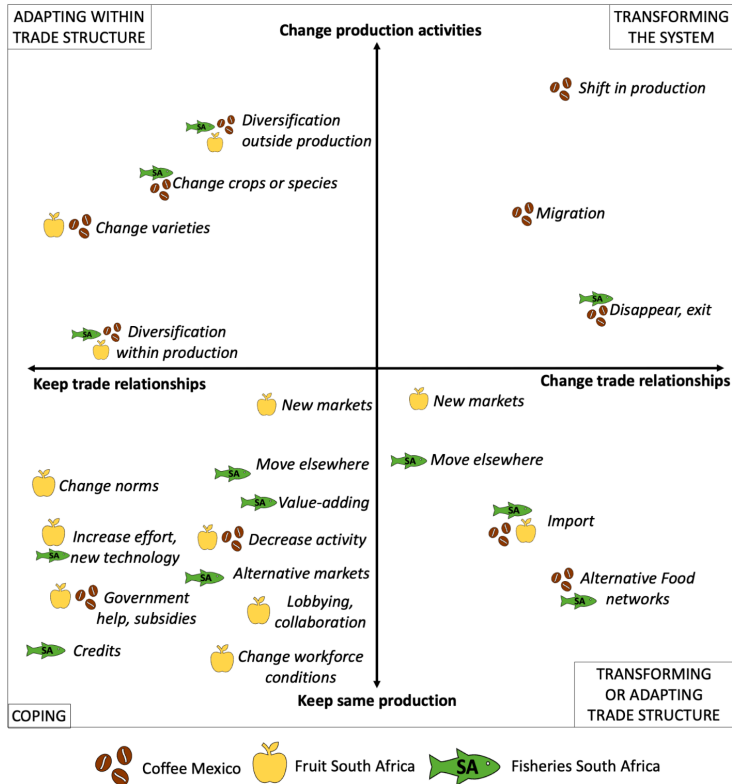 ADAPTING WITHIN
TRADE STRUCTURE
Change production activities
TRANSFORMING
THE SYSTEM
Shift in production
SA
Diversification
outside production
SA
Change crops or species
Migration
Change varieties
SA
Disappear, exit
SA
Diversification
within production
Keep trade relationships
Change trade relationships
New markets
New markets
SA
Move elsewhere
SA
Move elsewhere
Change norms
SA
Value-adding
SA
Import
Increase effort,
SA
new technology
Decrease activity
SA
Alternative markets
Alternative Food
SA
networks
Government
help, subsidies
Lobbying,
collaboration
SA
Credits
Change workforce
conditions
Keep same production
TRANSFORMING
OR ADAPTING
TRADE STRUCTURE
COPING
Coffee Mexico
Fruit South Africa
SA
Fisheries South Africa